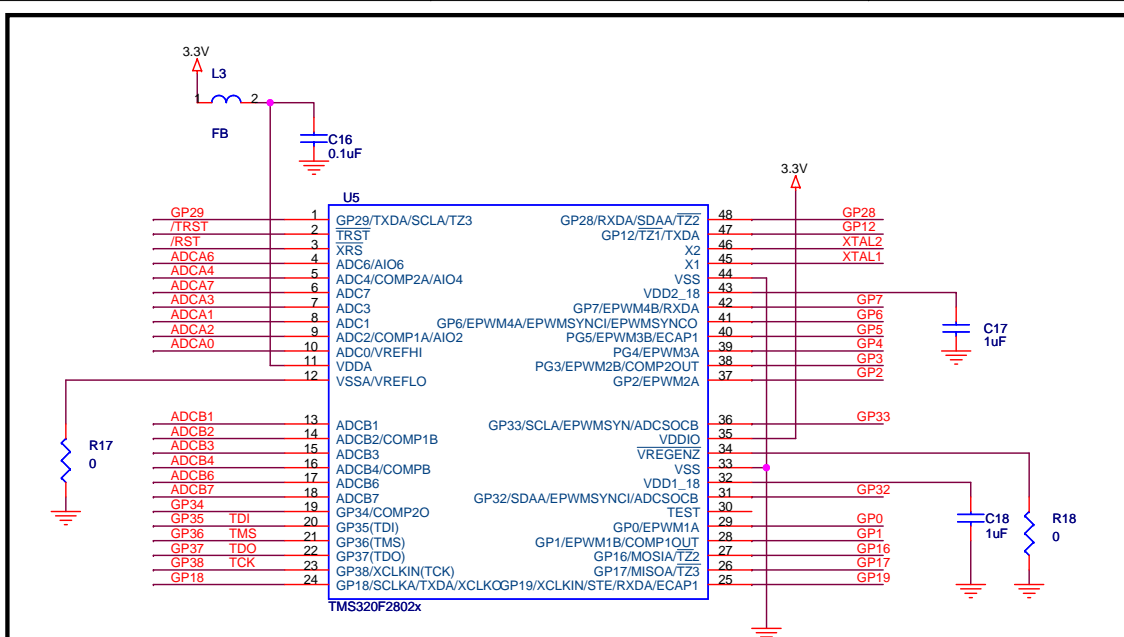 3.3V
L3
1 2
FB
C16
0.1uF
3.3V
U5
GP29 1 GP29/TXDA/SCLA/TZ3 GP28/RXDA/SDAA/TZ2 48 GP28
/TRST 2 TRST GP12/TZ1/TXDA 47 GP12
/RST 3 XRS X2 46 XTAL2
ADCA6 4 ADC6/AIO6 X1 45 XTAL1
ADCA4 5 ADC4/COMP2A/AIO4 VSS 44
ADCA7 6 ADC7 VDD2_18 43
ADCA3 7 ADC3 GP7/EPWM4B/RXDA 42 GP7
ADCA1 8 ADC1 GP6/EPWM4A/EPWMSYNCI/EPWMSYNCO 41 GP6
ADCA2 9 ADC2/COMP1A/AIO2 PG5/EPWM3B/ECAP1 40 GP5
ADCA0 10 ADC0/VREFHI PG4/EPWM3A 39 GP4
11 VDDA PG3/EPWM2B/COMP2OUT 38 GP3
12 VSSA/VREFLO GP2/EPWM2A 37 GP2
C17
1uF
ADCB1 13 ADCB1 GP33/SCLA/EPWMSYN/ADCSOCB 36 GP33
ADCB2 14 ADCB2/COMP1B VDDIO 35
ADCB3 15 ADCB3 VREGENZ 34
ADCB4 16 ADCB4/COMPB VSS 33
ADCB6 17 ADCB6 VDD1_18 32
ADCB7 18 ADCB7 GP32/SDAA/EPWMSYNCI/ADCSOCB 31 GP32
GP34 19 GP34/COMP2O TEST 30
GP35 TDI 20 GP35(TDI) GP0/EPWM1A 29 GP0
GP36 TMS 21 GP36(TMS) GP1/EPWM1B/COMP1OUT 28 GP1
GP37 TDO 22 GP37(TDO) GP16/MOSIA/TZ2 27 GP16
GP38 TCK 23 GP38/XCLKIN(TCK) GP17/MISOA/TZ3 26 GP17
GP18 24 GP18/SCLKA/TXDA/XCLKOGP19/XCLKIN/STE/RXDA/ECAP1 25 GP19
R17
0
C18
1uF
R18
0
TMS320F2802x